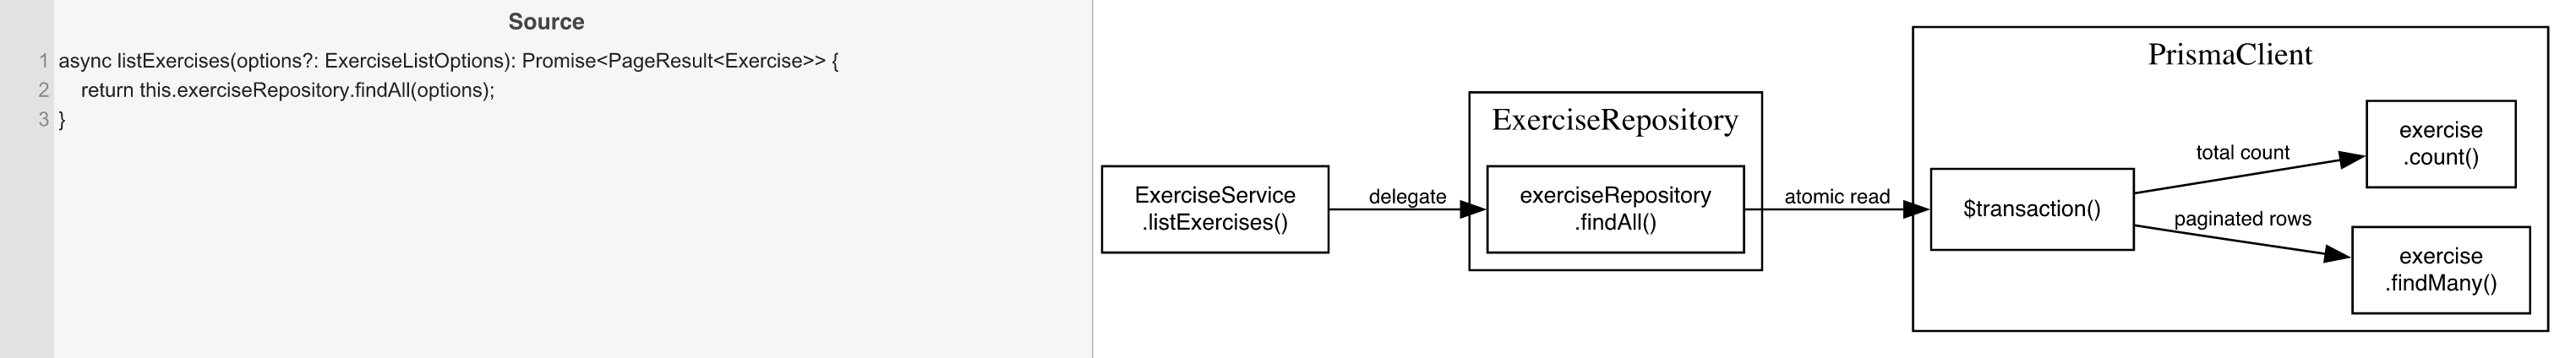 Source
1 async listExercises(options?: ExerciseListOptions): Promise<PageResult<Exercise>> {
2 return this.exerciseRepository.findAll(options);
3 }
ExerciseService
.listExercises()
delegate
ExerciseRepository
exerciseRepository
.findAll()
atomic read
PrismaClient
$transaction()
total count
exercise
.count()
paginated rows
exercise
.findMany()